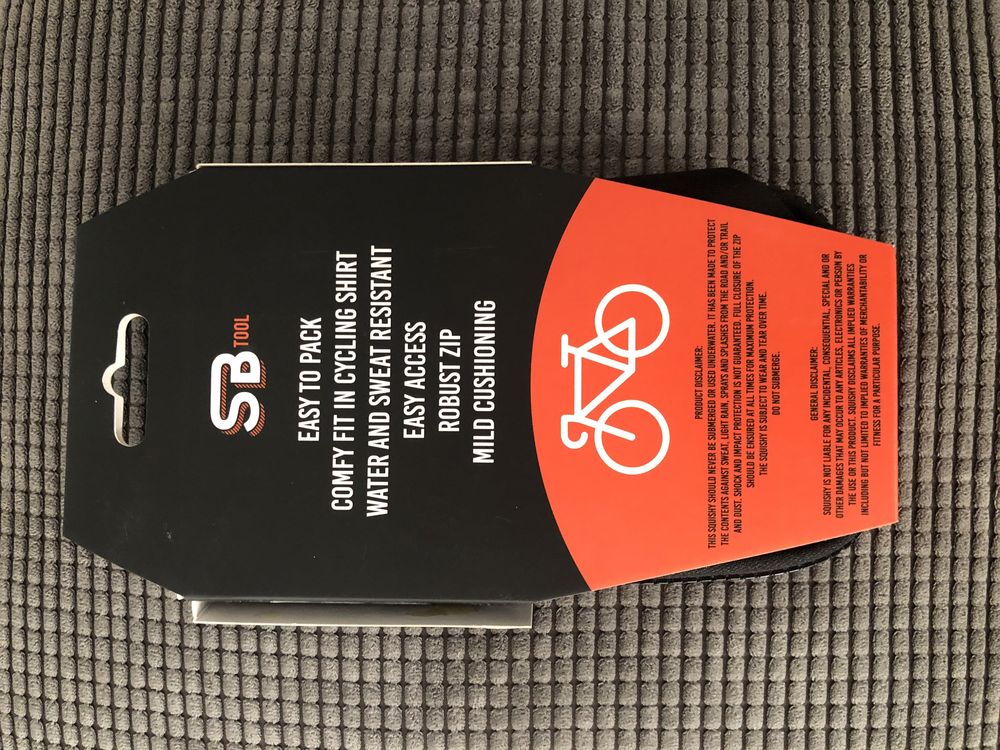 STB TOOL
EASY TO PACK
COMFY FIT IN CYCLING SHIRT
WATER AND SWEAT RESISTANT
EASY ACCESS
ROBUST ZIP
MILD CUSHIONING
PRODUCT DISCLAIMER:
THIS SQUISHY SHOULD NEVER BE SUBMERGED OR USED UNDERWATER. IT HAS BEEN MADE TO PROTECT
THE CONTENTS AGAINST SWEAT, LIGHT RAIN, SPRAYS AND SPLASHES FROM THE ROAD AND/OR TRAIL
AND DUST. SHOCK AND IMPACT PROTECTION IS NOT GUARANTEED. FULL CLOSURE OF THE ZIP
SHOULD BE ENSURED AT ALL TIMES FOR MAXIMUM PROTECTION.
THE SQUISHY IS SUBJECT TO WEAR AND TEAR OVER TIME.
DO NOT SUBMERGE.
GENERAL DISCLAIMER:
SQUISHY IS NOT LIABLE FOR ANY INCIDENTAL, CONSEQUENTIAL, SPECIAL AND OR
OTHER DAMAGES THAT MAY OCCUR TO ANY ARTICLES, ELECTRONICS OR PERSON BY
THE USE OR THIS PRODUCT. SQUISHY DISCLAIMS ALL IMPLIED WARRANTIES
INCLUDING BUT NOT LIMITED TO IMPLIED WARRANTIES OF MERCHANTABILITY OR
FITNESS FOR A PARTICULAR PURPOSE.